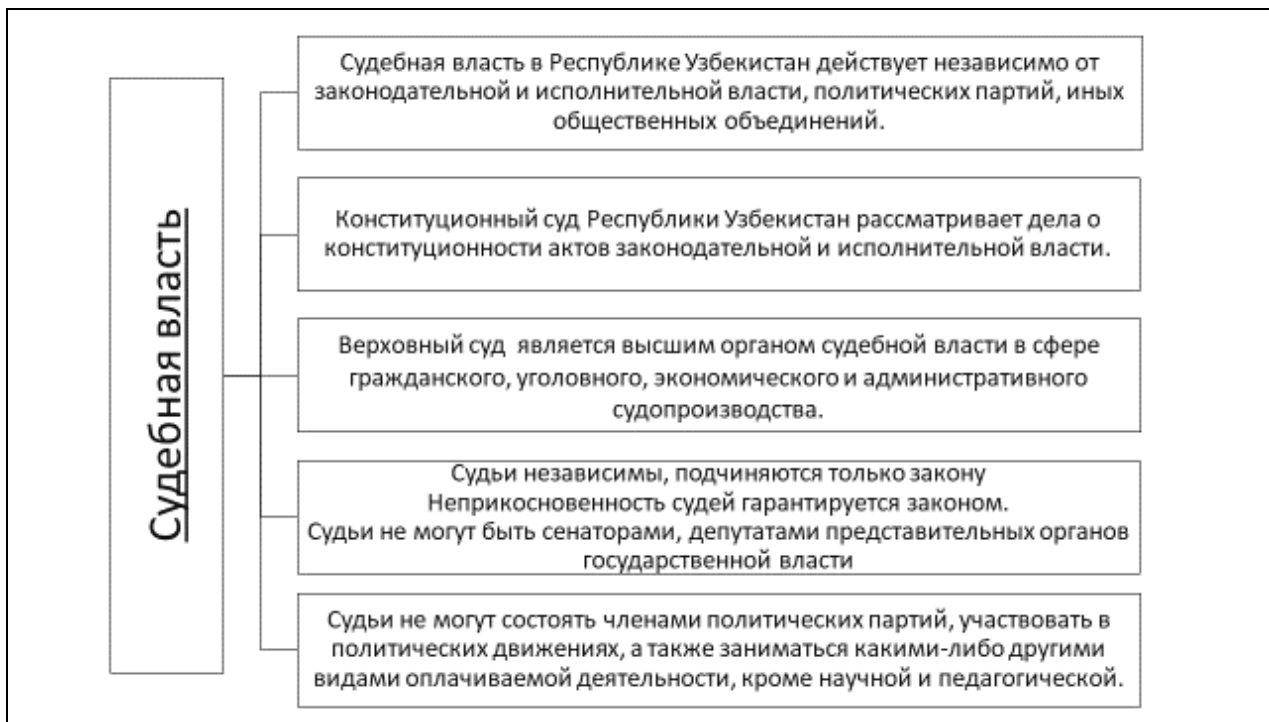 Судебная власть
Судебная власть в Республике Узбекистан действует независимо от
законодательной и исполнительной власти, политических партий, иных
общественных объединений.
Конституционный суд Республики Узбекистан рассматривает дела о
конституционности актов законодательной и исполнительной власти.
Верховный суд является высшим органом судебной власти в сфере
гражданского, уголовного, экономического и административного
судопроизводства.
Судьи независимы, подчиняются только закону
Неприкосновенность судей гарантируется законом.
Судьи не могут быть сенаторами, депутатами представительных органов
государственной власти
Судьи не могут состоять членами политических партий, участвовать в
политических движениях, а также заниматься какими-либо другими
видами оплачиваемой деятельности, кроме научной и педагогической.